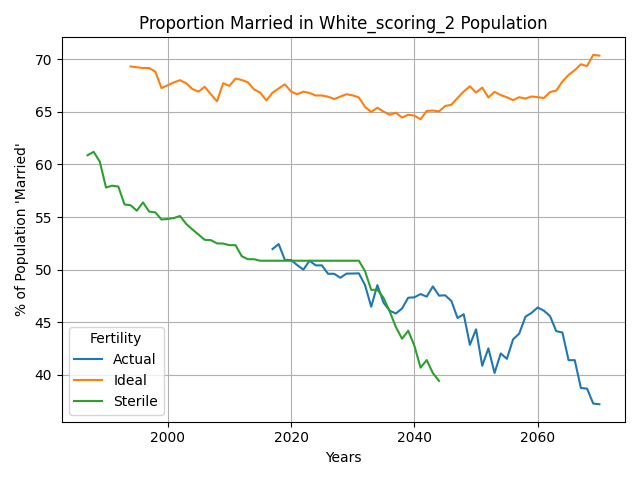 Proportion Married in White_scoring_2 Population
% of Population 'Married'
70
65
60
55
50
45
40
Fertility
Actual
Ideal
Sterile
2000
2020
2040
2060
Years